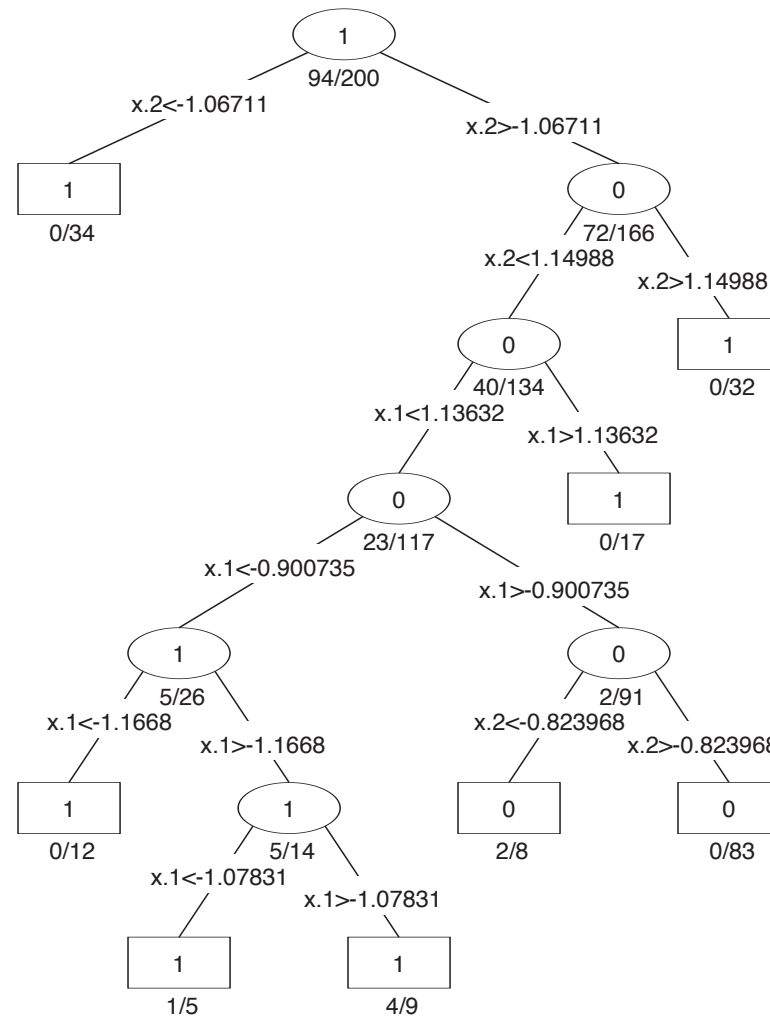 1
94/200
x.2<-1.06711
x.2>-1.06711
1
0/34
0
72/166
x.2<1.14988
x.2>1.14988
0
40/134
1
0/32
x.1<1.13632
x.1>1.13632
0
23/117
1
0/17
x.1<-0.900735
x.1>-0.900735
1
5/26
0
2/91
x.1<-1.1668
x.1>-1.1668
x.2<-0.823968
x.2>-0.823968
1
0/12
1
5/14
0
2/8
0
0/83
x.1<-1.07831
x.1>-1.07831
1
1/5
1
4/9